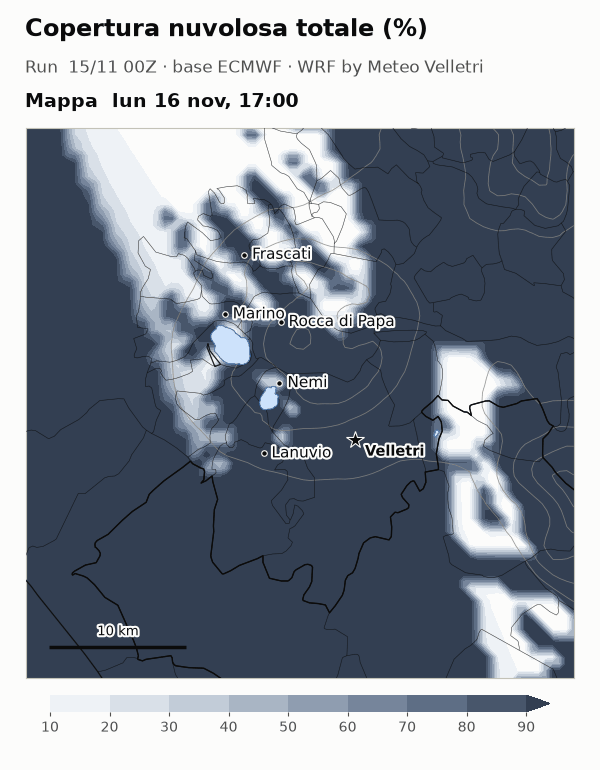 Copertura nuvolosa totale (%)
Run  15/11 00Z · base ECMWF · WRF by Meteo Velletri
Mappa  lun 16 nov, 17:00
Frascati
Marino
Rocca di Papa
Nemi
Velletri
Lanuvio
10 km
10 20 30 40 50 60 70 80 90